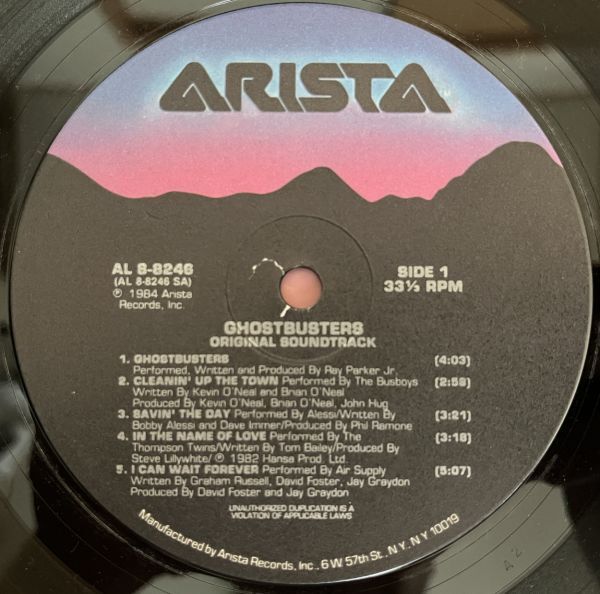 ARISTA
AL 8-8246
(AL 8-8246 SA)
℗ 1984 Arista
Records, Inc.
SIDE 1
33⅓ RPM
GHOSTBUSTERS
ORIGINAL SOUNDTRACK
1. GHOSTBUSTERS (4:03)
Performed, Written and Produced By Ray Parker Jr.
2. CLEANIN' UP THE TOWN Performed By The Busboys (2:59)
Written By Kevin O'Neal and Brian O'Neal
Produced By Kevin O'Neal, Brian O'Neal, John Hug
3. SAVIN' THE DAY Performed By Alessi/Written By (3:21)
Bobby Alessi and Dave Immer/Produced By Phil Ramone
4. IN THE NAME OF LOVE Performed By The (3:18)
Thompson Twins/Written By Tom Bailey/Produced By
Steve Lillywhite/ ℗ 1982 Hansa Prod. Ltd.
5. I CAN WAIT FOREVER Performed By Air Supply (5:07)
Written By Graham Russell, David Foster, Jay Graydon
Produced By David Foster and Jay Graydon
UNAUTHORIZED DUPLICATION IS A
VIOLATION OF APPLICABLE LAWS
Manufactured by Arista Records, Inc., 6 W 57th St., N.Y. N.Y 10019
A 2